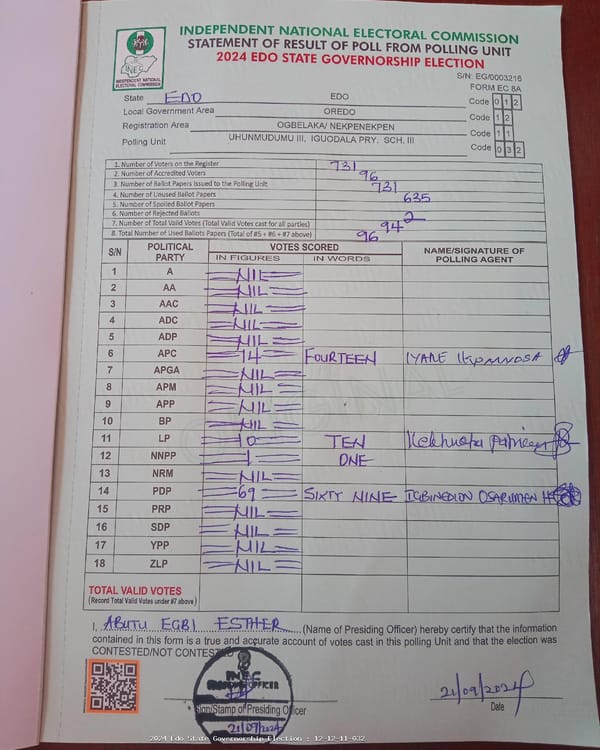 INDEPENDENT NATIONAL ELECTORAL COMMISSION
STATEMENT OF RESULT OF POLL FROM POLLING UNIT
2024 EDO STATE GOVERNORSHIP ELECTION
INEC
INDEPENDENT NATIONAL ELECTORAL COMMISSION
S/N: EG/0003216
FORM EC 8A
State EDO EDO Code 0 1 2
Local Government Area OREDO Code 1 2
Registration Area OGBELAKA/ NEKPENEKPEN Code 1 1
Polling Unit UHUNMUDUMU III, IGUODALA PRY. SCH. III Code 0 3 2
1. Number of Voters on the Register 731
2. Number of Accredited Voters 96
3. Number of Ballot Papers Issued to the Polling Unit 731
4. Number of Unused Ballot Papers 635
5. Number of Spoiled Ballot Papers
6. Number of Rejected Ballots 2
7. Number of Total Valid Votes (Total Valid Votes cast for all parties) 94
8. Total Number of Used Ballots Papers (Total of #5 + #6 + #7 above) 96
S/N POLITICAL PARTY VOTES SCORED NAME/SIGNATURE OF POLLING AGENT
IN FIGURES IN WORDS
1 A NIL
2 AA NIL
3 AAC NIL
4 ADC NIL
5 ADP NIL
6 APC 14 FOURTEEN
7 APGA NIL
8 APM NIL
9 APP NIL
10 BP NIL
11 LP 10 TEN
12 NNPP 1 ONE
13 NRM NIL
14 PDP 69 SIXTY NINE IGBINEDION
15 PRP NIL
16 SDP NIL
17 YPP NIL
18 ZLP NIL
TOTAL VALID VOTES
(Record Total Valid Votes under #7 above)
I, ABUTU EGBI ESTHER (Name of Presiding Officer) hereby certify that the information
contained in this form is a true and accurate account of votes cast in this polling Unit and that the election was
CONTESTED/NOT CONTESTED
INEC
21/09/2024
Sign/Stamp of Presiding Officer
21/09/2024
Date
2024 Edo State Governorship Election : 12-12-11-032